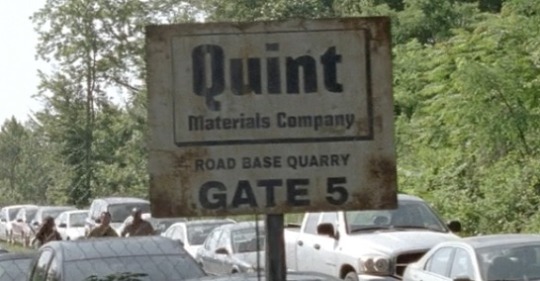 Quint
Materials Company
ROAD BASE QUARRY
GATE 5